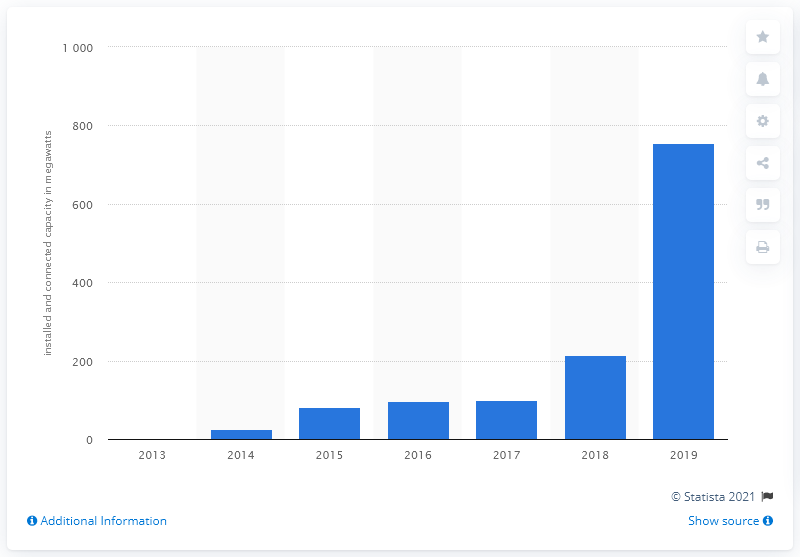 1 000
800
600
400
200
0
installed and connected capacity in megawatts
2013 2014 2015 2016 2017 2018 2019
© Statista 2021
Additional Information
Show source